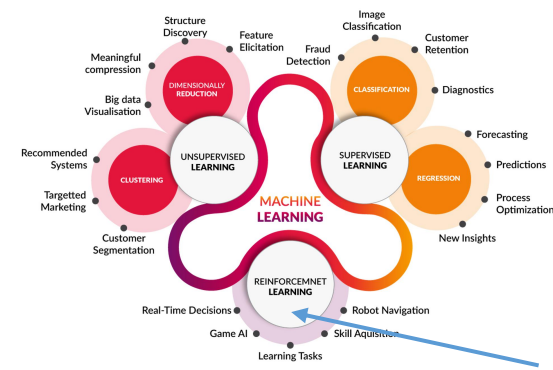 Structure
Discovery
Feature
Elicitation
Meaningful
compression
Big data
Visualisation
DIMENSIONALLY
REDUCTION
Image
Classification
Fraud
Detection
Customer
Retention
Diagnostics
CLASSIFICATION
Recommended
Systems
Targetted
Marketing
Customer
Segmentation
CLUSTERING
UNSUPERVISED
LEARNING
SUPERVISED
LEARNING
Forecasting
Predictions
Process
Optimization
New Insights
REGRESSION
MACHINE
LEARNING
REINFORCEMNET
LEARNING
Real-Time Decisions
Game AI
Learning Tasks
Skill Aquisition
Robot Navigation